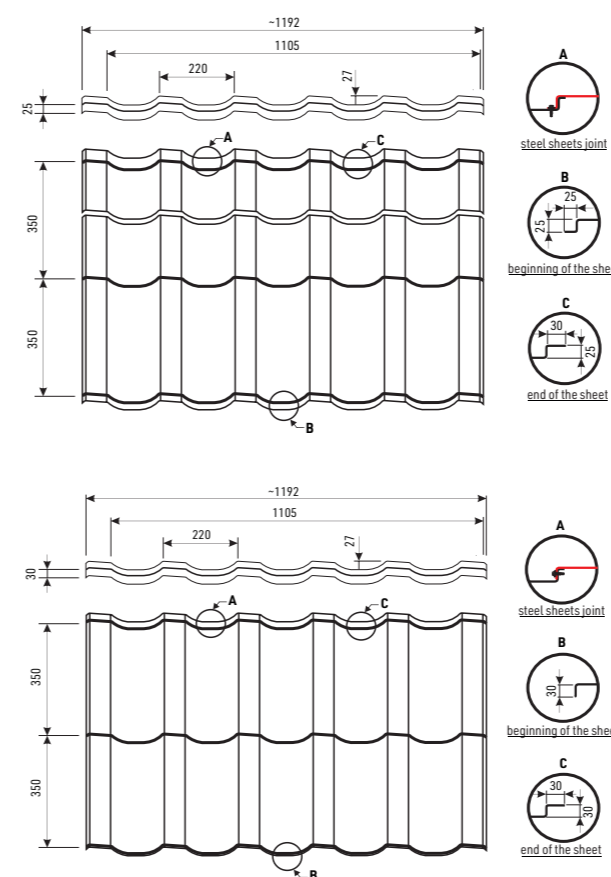 ~1192
1105
220
27
25
A
C
350
350
B
A
steel sheets joint
B
25
25
beginning of the she
C
30
25
end of the sheet
~1192
1105
220
27
30
A
C
350
350
B
A
steel sheets joint
B
30
beginning of the shee
C
30
30
end of the sheet